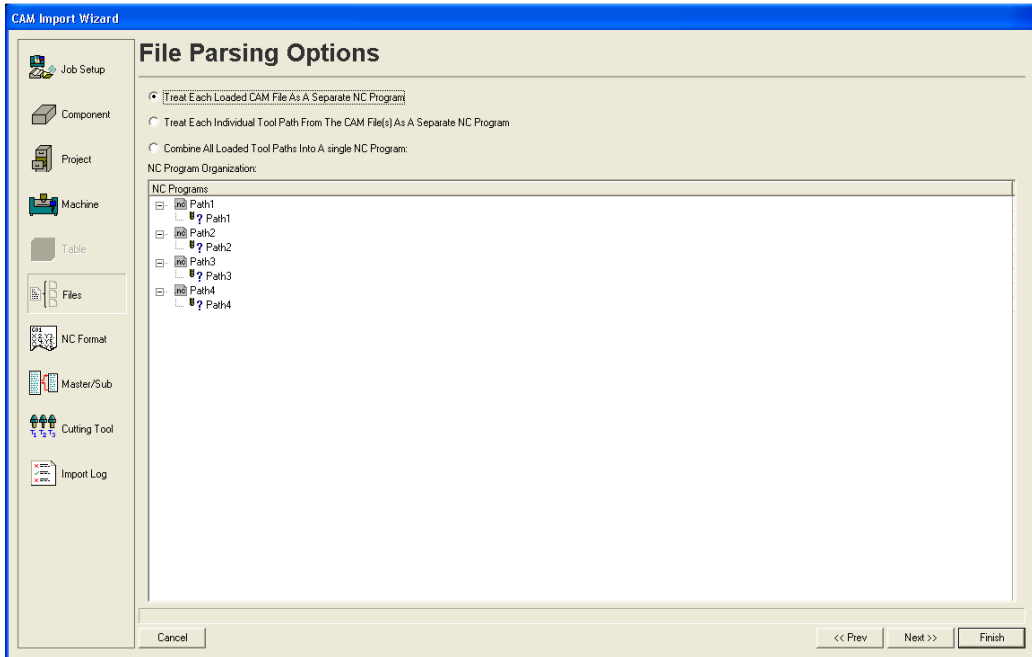 CAM Import Wizard
Job Setup
Component
Project
Machine
Table
Files
NC Format
Master/Sub
Cutting Tool
Import Log
File Parsing Options
Treat Each Loaded CAM File As A Separate NC Program
Treat Each Individual Tool Path From The CAM File(s) As A Separate NC Program
Combine All Loaded Tool Paths Into A single NC Program:
NC Program Organization:
NC Programs
.nc Path1
? Path1
.nc Path2
? Path2
.nc Path3
? Path3
.nc Path4
? Path4
Cancel
<< Prev
Next >>
Finish